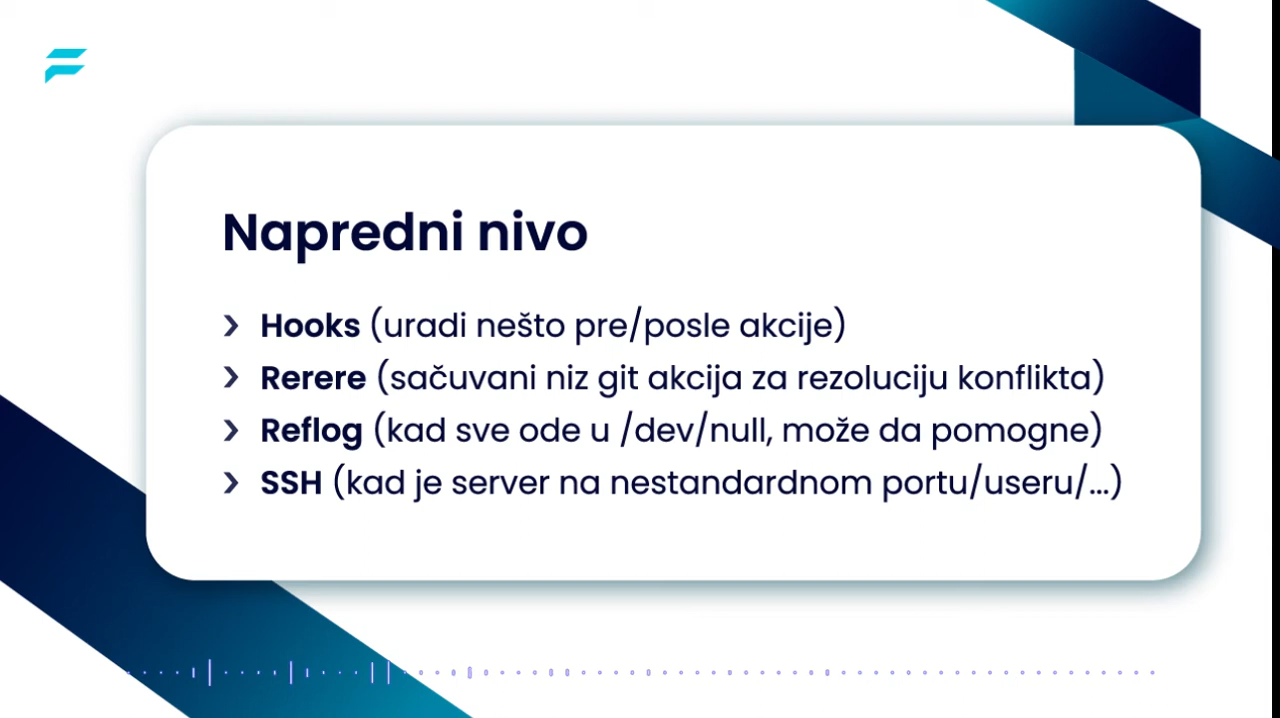 Napredni nivo
› Hooks (uradi nešto pre/posle akcije)
› Rerere (sačuvani niz git akcija za rezoluciju konflikta)
› Reflog (kad sve ode u /dev/null, može da pomogne)
› SSH (kad je server na nestandardnom portu/useru/...)